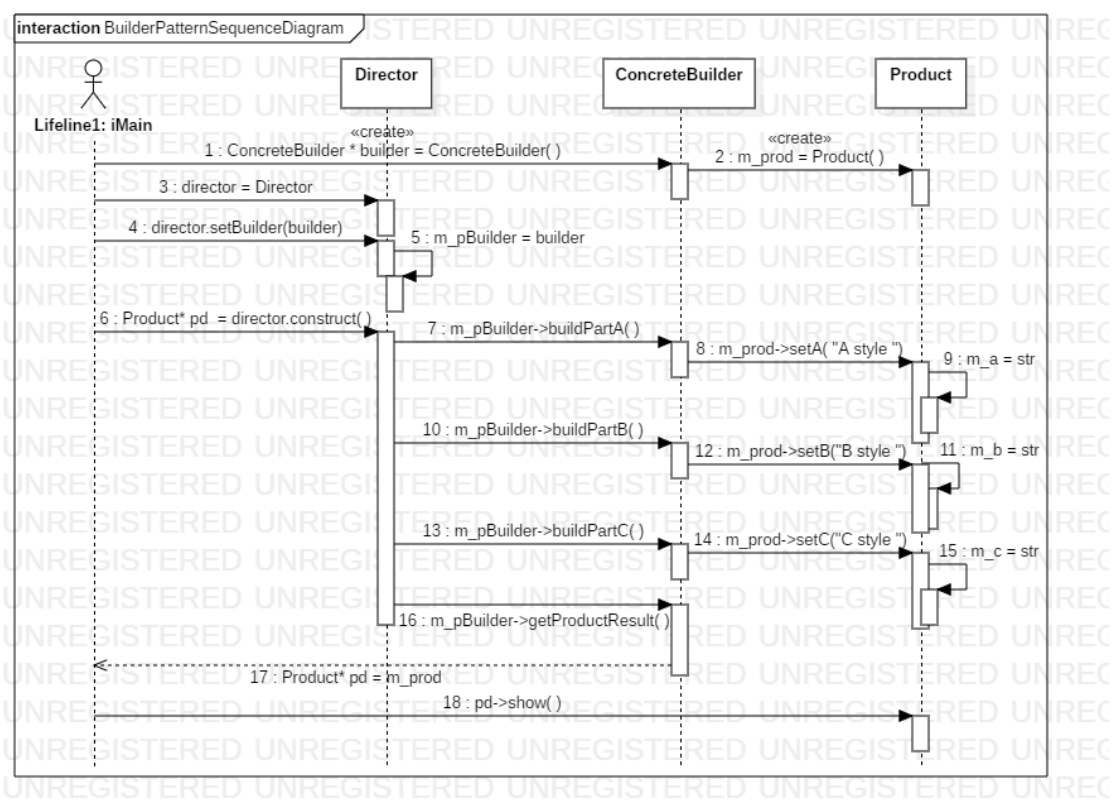 interaction BuilderPatternSequenceDiagram
Director
ConcreteBuilder
Product
Lifeline1: iMain
«create»
1 : ConcreteBuilder * builder = ConcreteBuilder( )
«create»
2 : m_prod = Product( )
3 : director = Director
4 : director.setBuilder(builder)
5 : m_pBuilder = builder
6 : Product* pd  = director.construct( )
7 : m_pBuilder->buildPartA( )
8 : m_prod->setA( "A style ")
9 : m_a = str
10 : m_pBuilder->buildPartB( )
12 : m_prod->setB("B style ")
11 : m_b = str
13 : m_pBuilder->buildPartC( )
14 : m_prod->setC("C style ")
15 : m_c = str
16 : m_pBuilder->getProductResult( )
17 : Product* pd = m_prod
18 : pd->show( )
UNREGISTERED